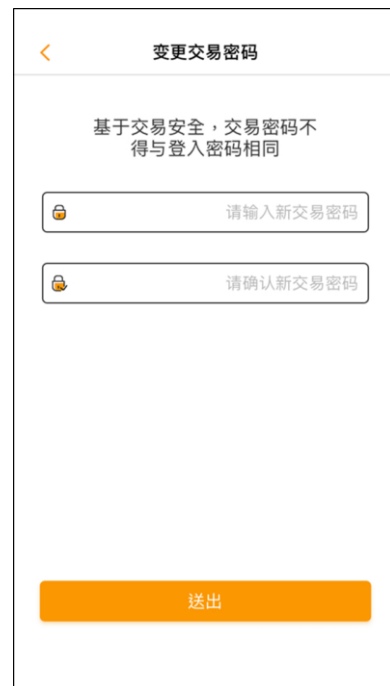 变更交易密码
基于交易安全，交易密码不
得与登入密码相同
请输入新交易密码
请确认新交易密码
送出